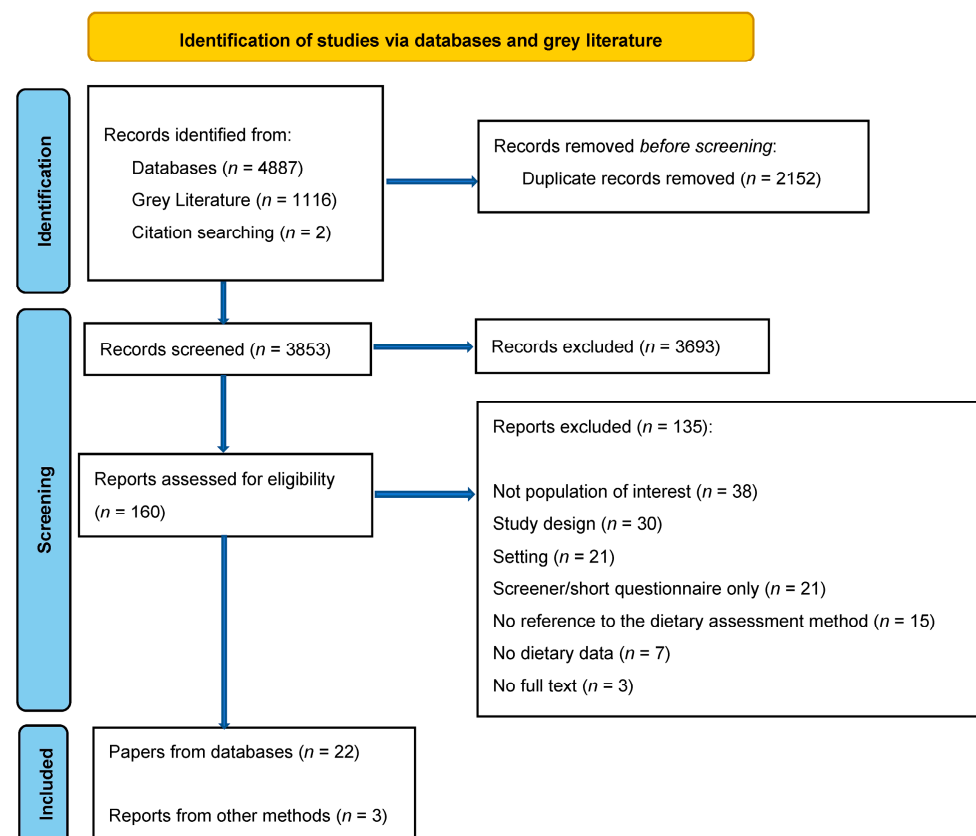 Identification of studies via databases and grey literature
Identification
Records identified from:
Databases (n = 4887)
Grey Literature (n = 1116)
Citation searching (n = 2)
Records removed before screening:
Duplicate records removed (n = 2152)
Screening
Records screened (n = 3853)
Records excluded (n = 3693)
Reports assessed for eligibility
(n = 160)
Reports excluded (n = 135):
Not population of interest (n = 38)
Study design (n = 30)
Setting (n = 21)
Screener/short questionnaire only (n = 21)
No reference to the dietary assessment method (n = 15)
No dietary data (n = 7)
No full text (n = 3)
Included
Papers from databases (n = 22)
Reports from other methods (n = 3)